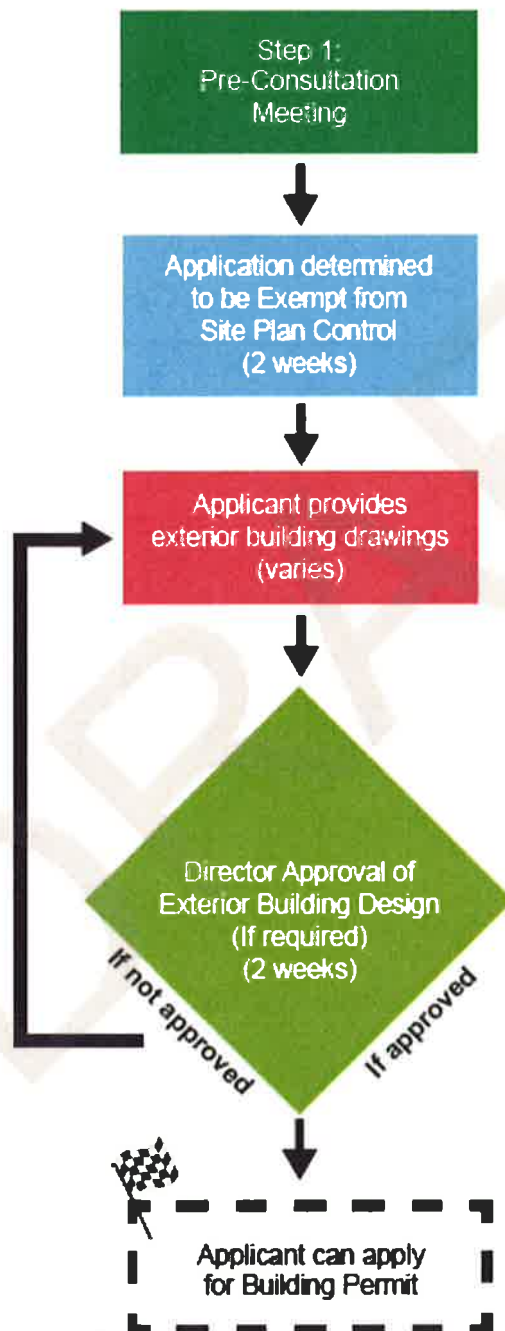 Step 1:
Pre-Consultation
Meeting
Application determined
to be Exempt from
Site Plan Control
(2 weeks)
Applicant provides
exterior building drawings
(varies)
Director Approval of
Exterior Building Design
(If required)
(2 weeks)
If not approved
If approved
Applicant can apply
for Building Permit